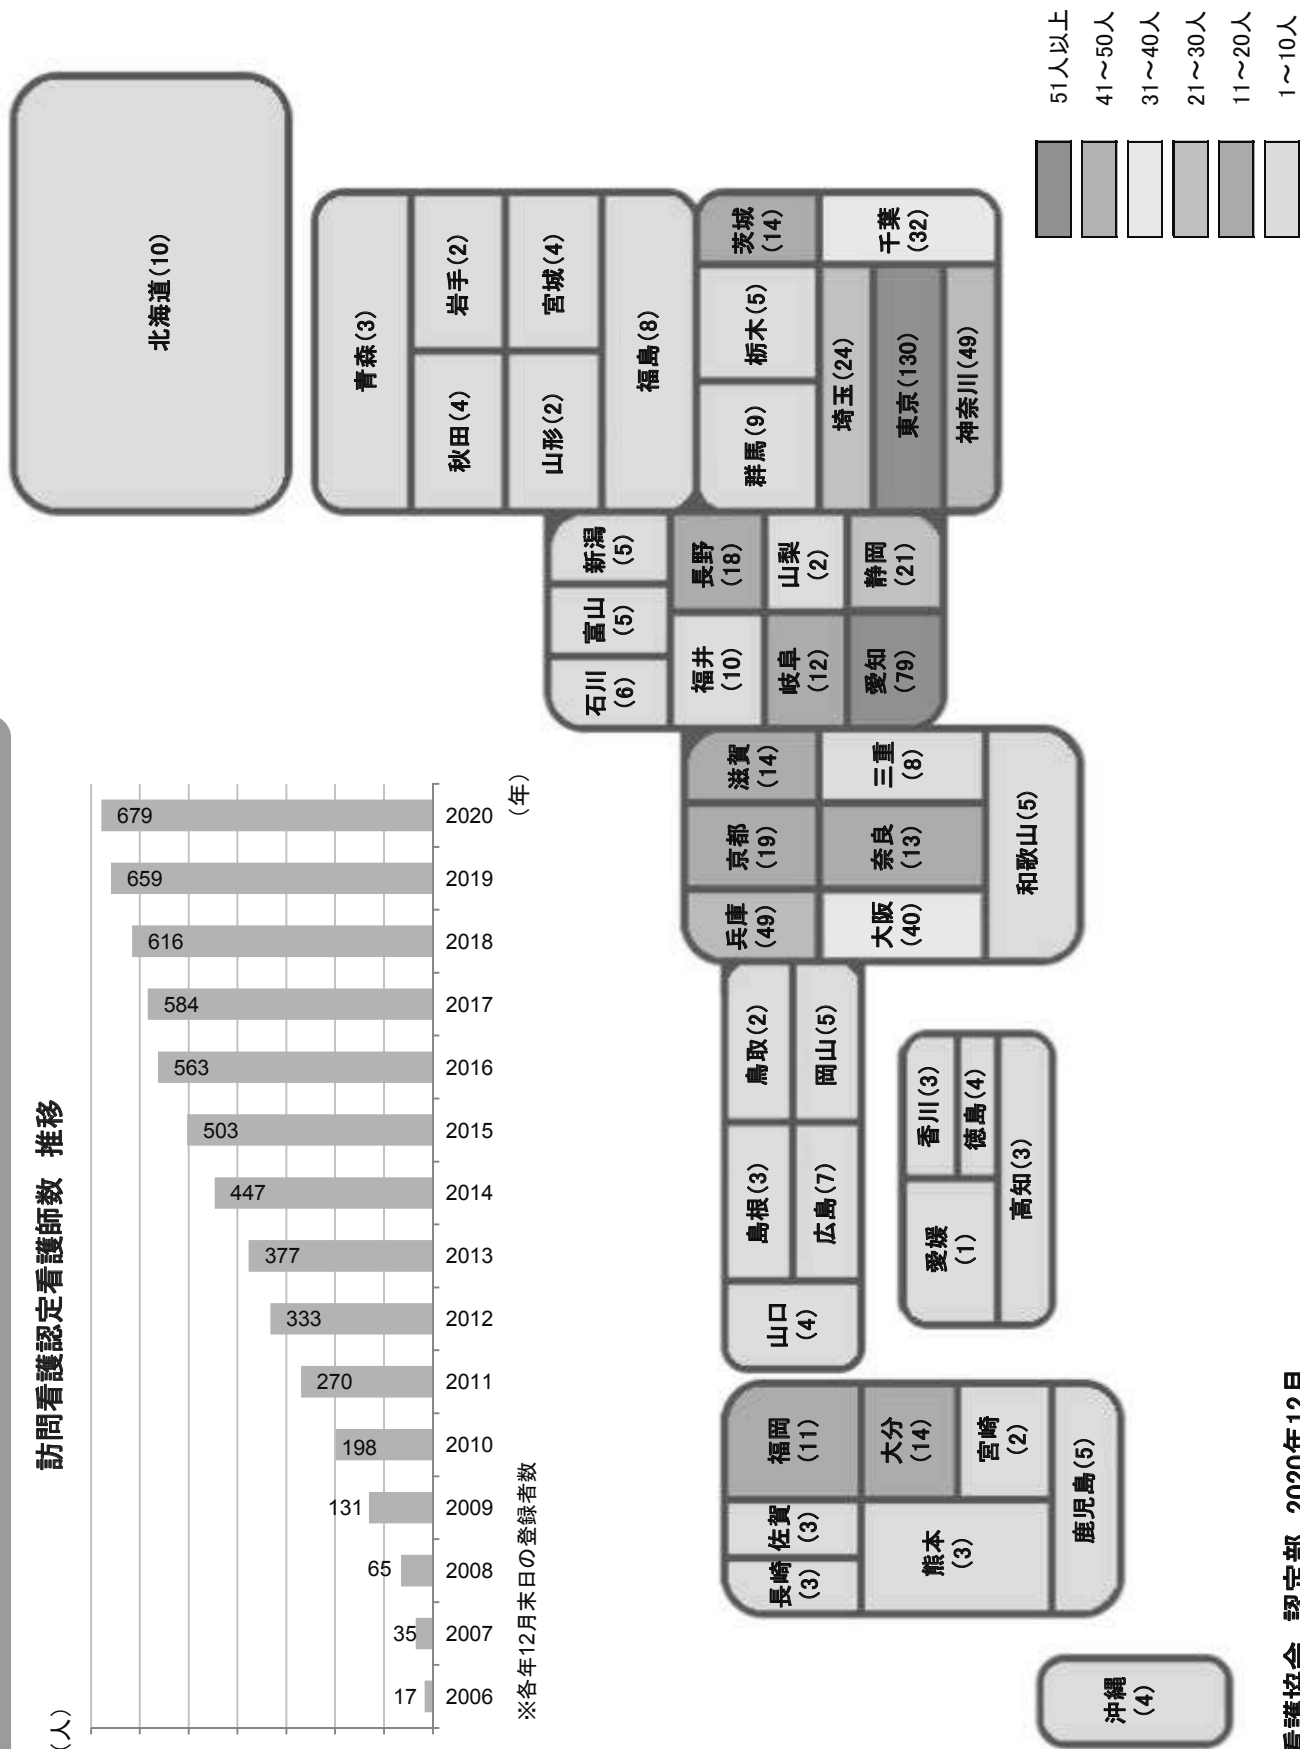 訪問看護認定看護師数 推移
(人)
17
35
65
131
198
270
333
377
447
503
563
584
616
659
679
2006
2007
2008
2009
2010
2011
2012
2013
2014
2015
2016
2017
2018
2019
2020
(年)
※各年12月末日の登録者数
北海道(10)
青森(3)
秋田(4)
岩手(2)
山形(2)
宮城(4)
福島(8)
群馬(9)
栃木(5)
茨城
(14)
埼玉(24)
東京(130)
神奈川(49)
千葉
(32)
石川
(6)
富山
(5)
新潟
(5)
福井
(10)
長野
(18)
岐阜
(12)
山梨
(2)
愛知
(79)
静岡
(21)
兵庫
(49)
京都
(19)
滋賀
(14)
大阪
(40)
奈良
(13)
三重
(8)
和歌山(5)
山口
(4)
島根(3)
鳥取(2)
広島(7)
岡山(5)
愛媛
(1)
香川(3)
徳島(4)
高知(3)
長崎
(3)
佐賀
(3)
福岡
(11)
熊本
(3)
大分
(14)
宮崎
(2)
鹿児島(5)
沖縄
(4)
51人以上
41~50人
31~40人
21~30人
11~20人
1~10人
看護協会 認定部 2020年12月